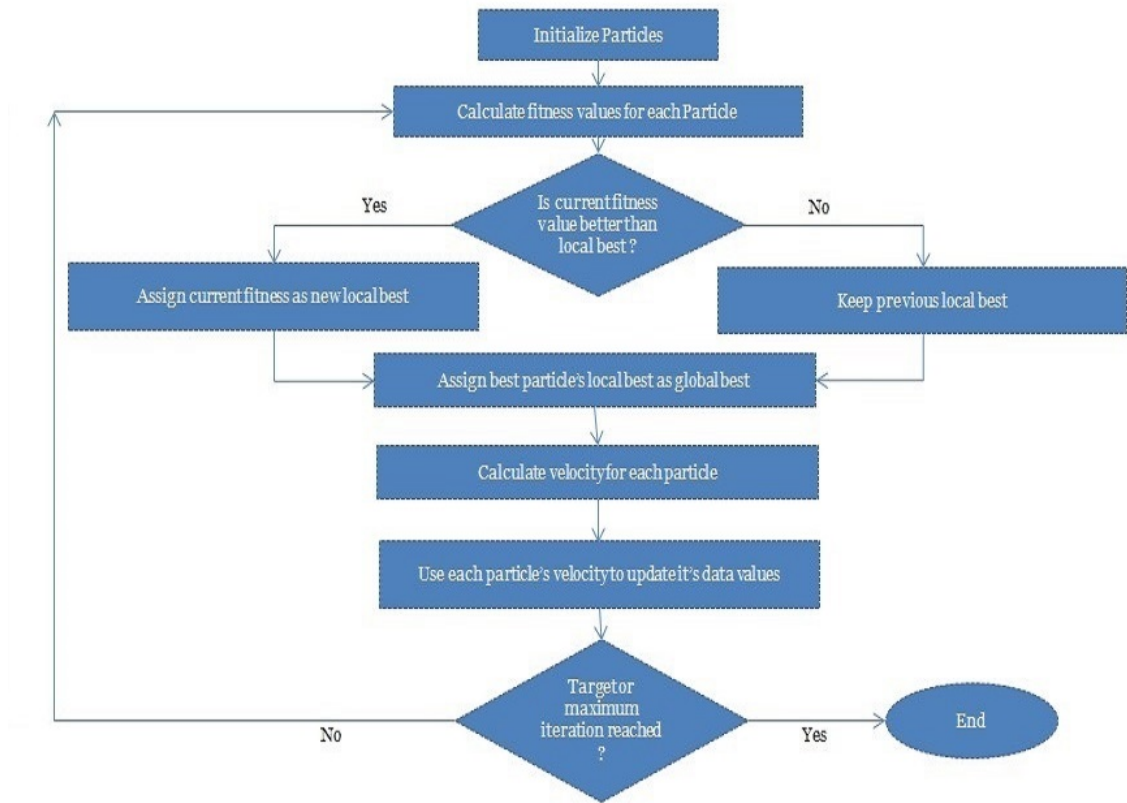 Initialize Particles
Calculate fitness values for each Particle
Yes
Is current fitness
value better than
local best ?
No
Assign current fitness as new local best
Keep previous local best
Assign best particle's local best as global best
Calculate velocity for each particle
Use each particle's velocity to update it's data values
Target or
maximum
iteration reached
?
No
Yes
End